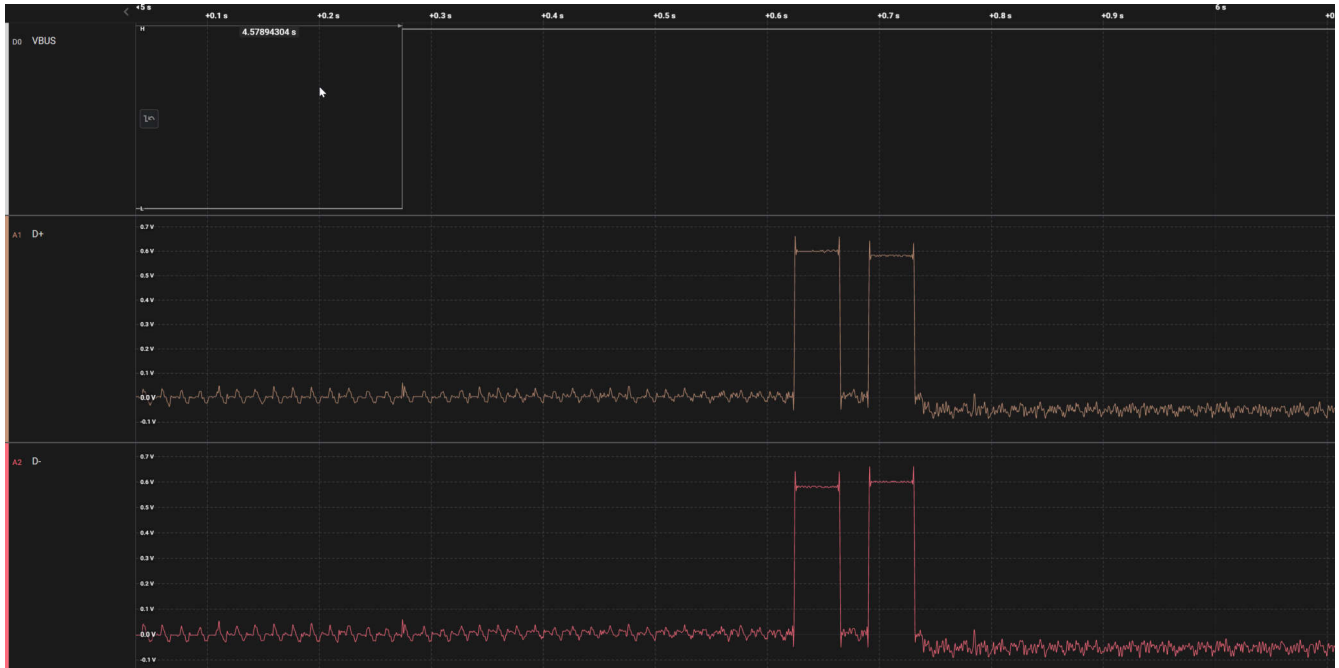 5 s
+0.1 s +0.2 s +0.3 s +0.4 s +0.5 s +0.6 s +0.7 s +0.8 s +0.9 s 6 s
D0 VBUS
H
4.57894304 s
L
A1 D+
0.7 V
0.6 V
0.5 V
0.4 V
0.3 V
0.2 V
0.1 V
0.0 V
-0.1 V
A2 D-
0.7 V
0.6 V
0.5 V
0.4 V
0.3 V
0.2 V
0.1 V
0.0 V
-0.1 V